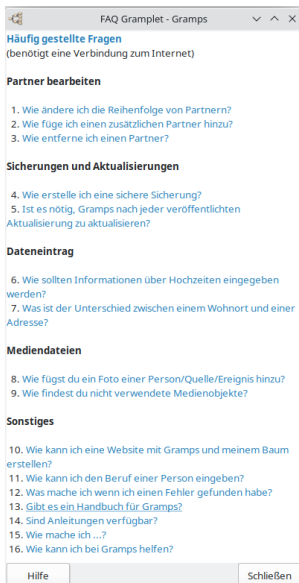 FAQ Gramplet - Gramps
Häufig gestellte Fragen
(benötigt eine Verbindung zum Internet)
Partner bearbeiten
1. Wie ändere ich die Reihenfolge von Partnern?
2. Wie füge ich einen zusätzlichen Partner hinzu?
3. Wie entferne ich einen Partner?
Sicherungen und Aktualisierungen
4. Wie erstelle ich eine sichere Sicherung?
5. Ist es nötig, Gramps nach jeder veröffentlichten
Aktualisierung zu aktualisieren?
Dateneintrag
6. Wie sollten Informationen über Hochzeiten eingegeben
werden?
7. Was ist der Unterschied zwischen einem Wohnort und einer
Adresse?
Mediendateien
8. Wie fügst du ein Foto einer Person/Quelle/Ereignis hinzu?
9. Wie findest du nicht verwendete Medienobjekte?
Sonstiges
10. Wie kann ich eine Website mit Gramps und meinem Baum
erstellen?
11. Wie kann ich den Beruf einer Person eingeben?
12. Was mache ich wenn ich einen Fehler gefunden habe?
13. Gibt es ein Handbuch für Gramps?
14. Sind Anleitungen verfügbar?
15. Wie mache ich ...?
16. Wie kann ich bei Gramps helfen?
Hilfe
Schließen